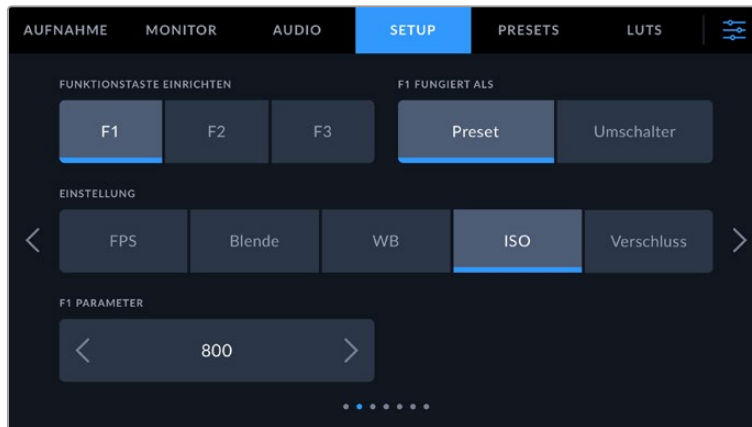 AUFNAHME MONITOR AUDIO SETUP PRESETS LUTS
FUNKTIONSTASTE EINRICHTEN F1 FUNGIERT ALS
F1 F2 F3 Preset Umschalter
EINSTELLUNG
FPS Blende WB ISO Verschluss
F1 PARAMETER
800